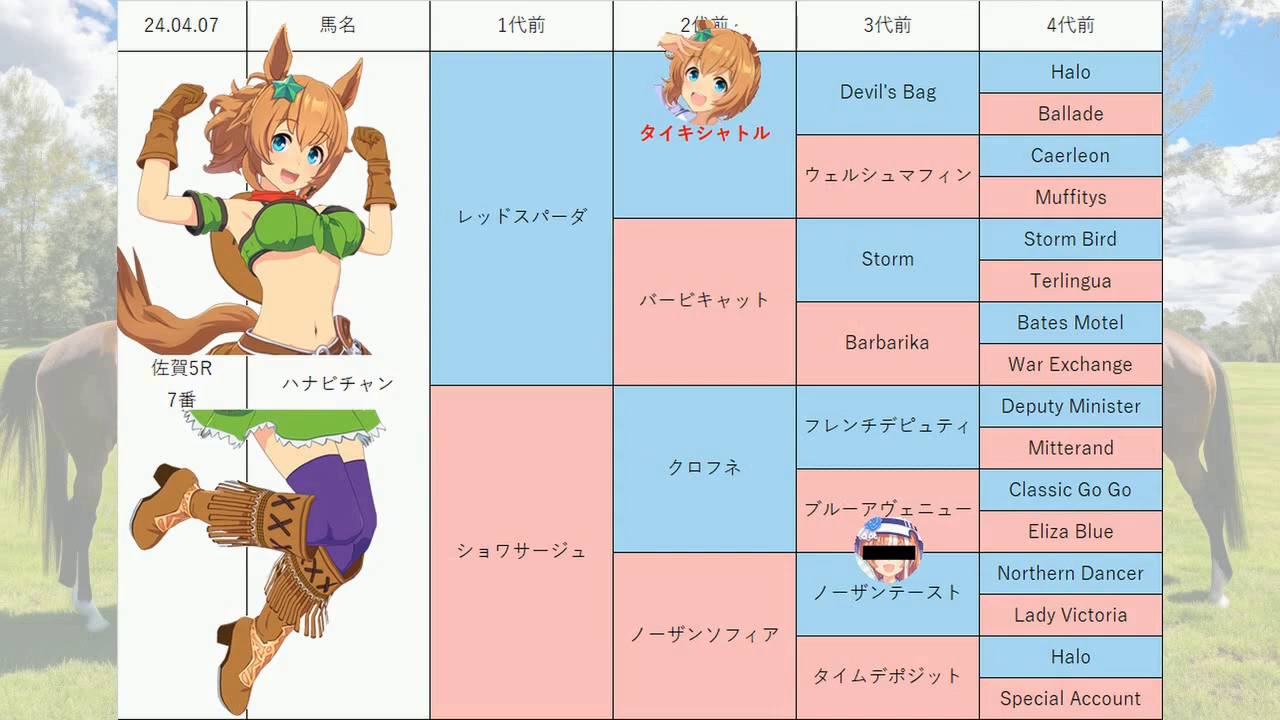 24.04.07
馬名
1代前
2代前
3代前
4代前
佐賀5R
7番
ハナビチャン
レッドスパーダ
ショワサージュ
タイキシャトル
バービキャット
クロフネ
ノーザンソフィア
Devil's Bag
ウェルシュマフィン
Storm
Barbarika
フレンチデピュティ
ブルーアヴェニュー
ノーザンテースト
タイムデポジット
Halo
Ballade
Caerleon
Muffitys
Storm Bird
Terlingua
Bates Motel
War Exchange
Deputy Minister
Mitterand
Classic Go Go
Eliza Blue
Northern Dancer
Lady Victoria
Halo
Special Account